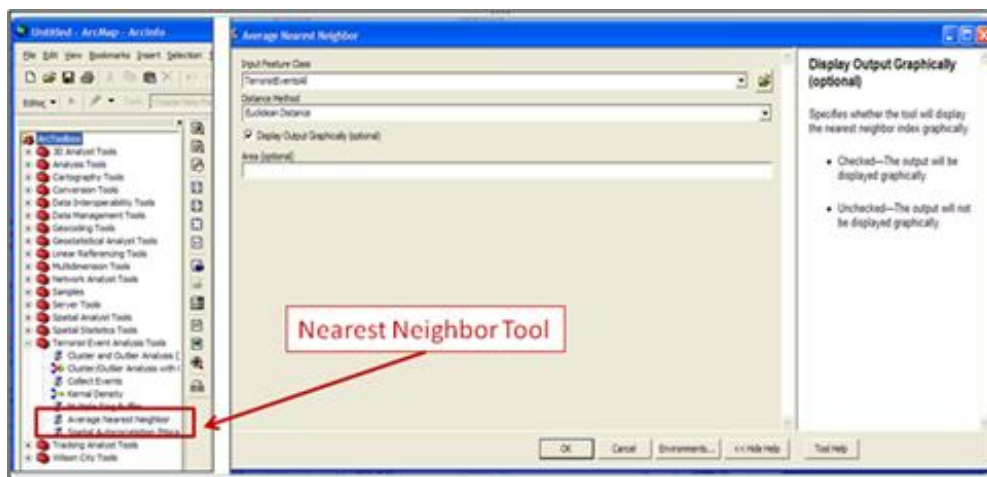 Untitled - ArcMap - ArcInfo
File Edit View Bookmarks Insert Selection
Editor
ArcToolbox
3D Analyst Tools
Analysis Tools
Cartography Tools
Conversion Tools
Data Interoperability Tools
Data Management Tools
Geocoding Tools
Geostatistical Analyst Tools
Linear Referencing Tools
Multidimension Tools
Network Analyst Tools
Samples
Server Tools
Spatial Analyst Tools
Spatial Statistics Tools
Terrorist Event Analysis Tools
Cluster and Outlier Analysis (
Cluster/Outlier Analysis with
Collect Events
Kernel Density
Multiple Ring Buffer
Average Nearest Neighbor
Spatial Autocorrelation
Tracking Analyst Tools
Wilson City Tools
Average Nearest Neighbor
Input Feature Class
TerroristEventsAll
Distance Method
Euclidean Distance
Display Output Graphically (optional)
Area (optional)
Nearest Neighbor Tool
OK Cancel Environments... << Hide Help Tool Help
Display Output Graphically
(optional)
Specifies whether the tool will display
the nearest neighbor index graphically.
• Checked—The output will be
displayed graphically.
• Unchecked—The output will not
be displayed graphically.